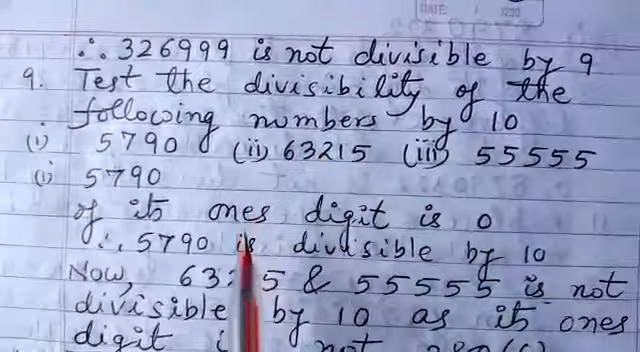 DATE
∴ 326999 is not divisible by 9
9. Test the divisibility of the
following numbers by 10
(i) 5790 (ii) 63215 (iii) 55555
(i) 5790
of its ones digit is 0
∴ 5790 is divisible by 10
Now, 63 5 & 55555 is not
divisible by 10 as its ones
digit not